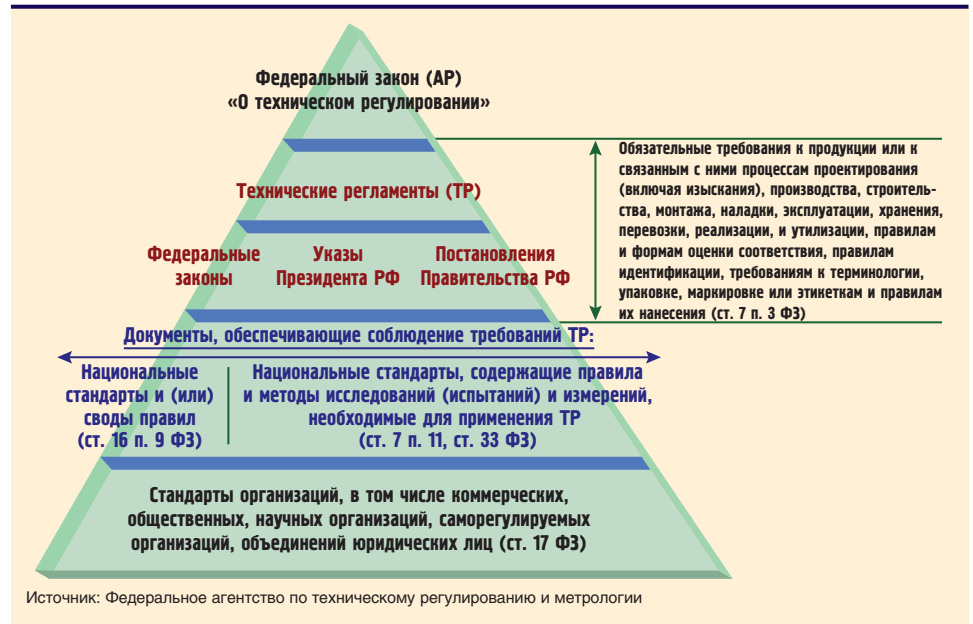 Федеральный закон (АР)
«О техническом регулировании»
Технические регламенты (ТР)
Федеральные
законы
Указы
Президента РФ
Постановления
Правительства РФ
Обязательные требования к продукции или к
связанным с ними процессам проектирования
(включая изыскания), производства, строитель-
ства, монтажа, наладки, эксплуатации, хранения,
перевозки, реализации, и утилизации, правилам
и формам оценки соответствия, правилам
идентификации, требованиям к терминологии,
упаковке, маркировке или этикеткам и правилам
их нанесения (ст. 7 п. 3 ФЗ)
Документы, обеспечивающие соблюдение требований ТР:
Национальные
стандарты и (или)
своды правил
(ст. 16 п. 9 ФЗ)
Национальные стандарты, содержащие правила
и методы исследований (испытаний) и измерений,
необходимые для применения ТР
(ст. 7 п. 11, ст. 33 ФЗ)
Стандарты организаций, в том числе коммерческих,
общественных, научных организаций, саморегулируемых
организаций, объединений юридических лиц (ст. 17 ФЗ)
Источник: Федеральное агентство по техническому регулированию и метрологии